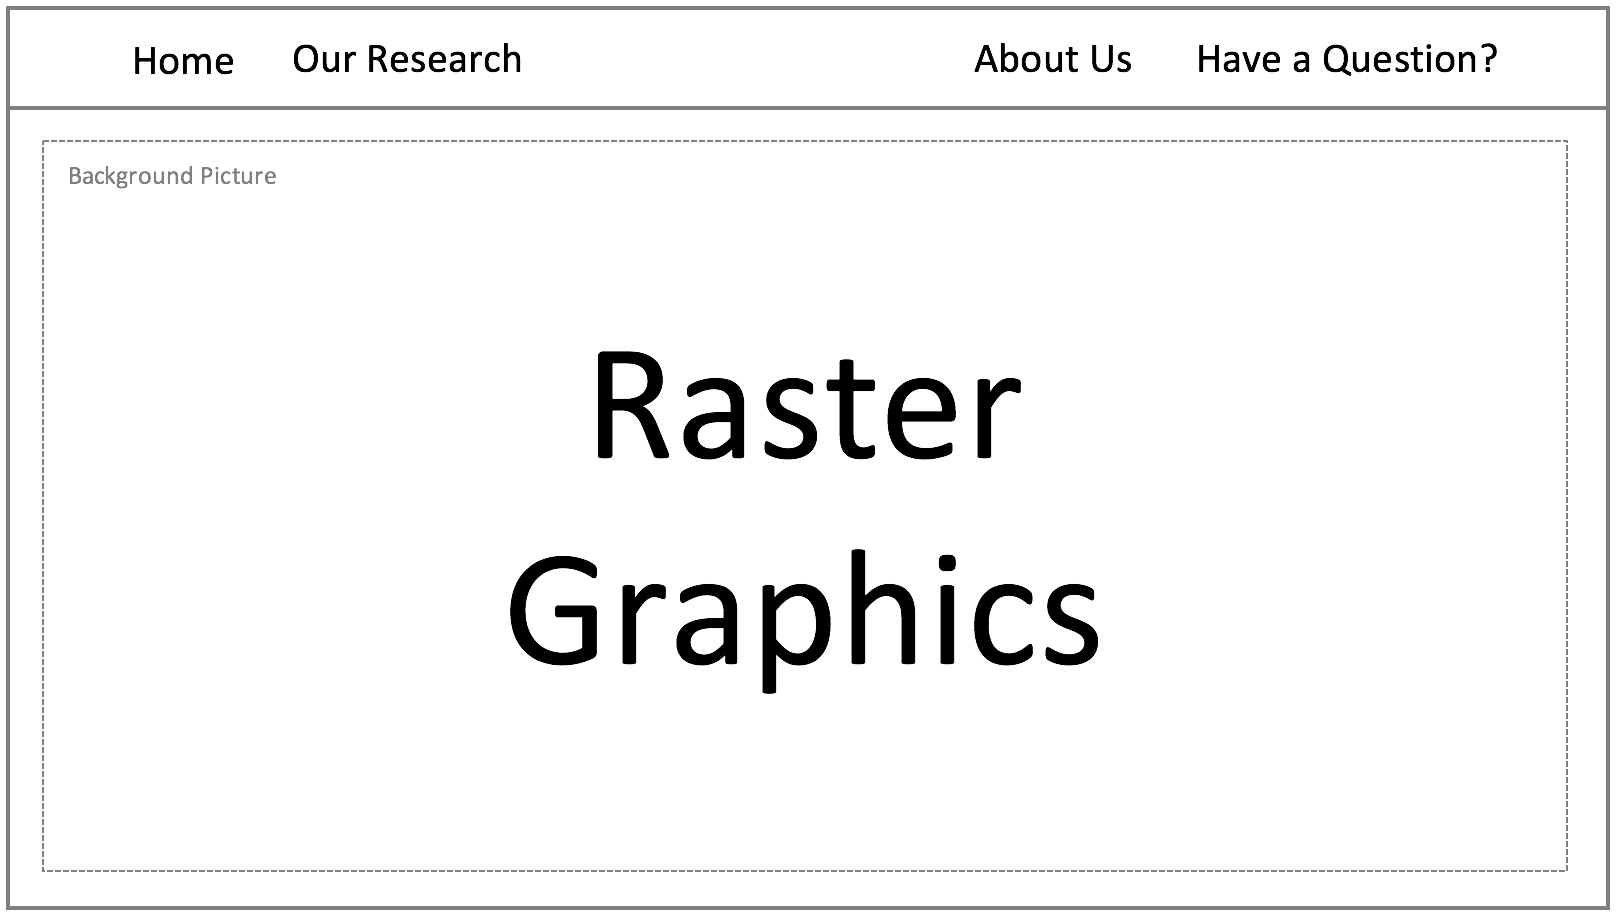 Home Our Research About Us Have a Question?
Background Picture
Raster
Graphics